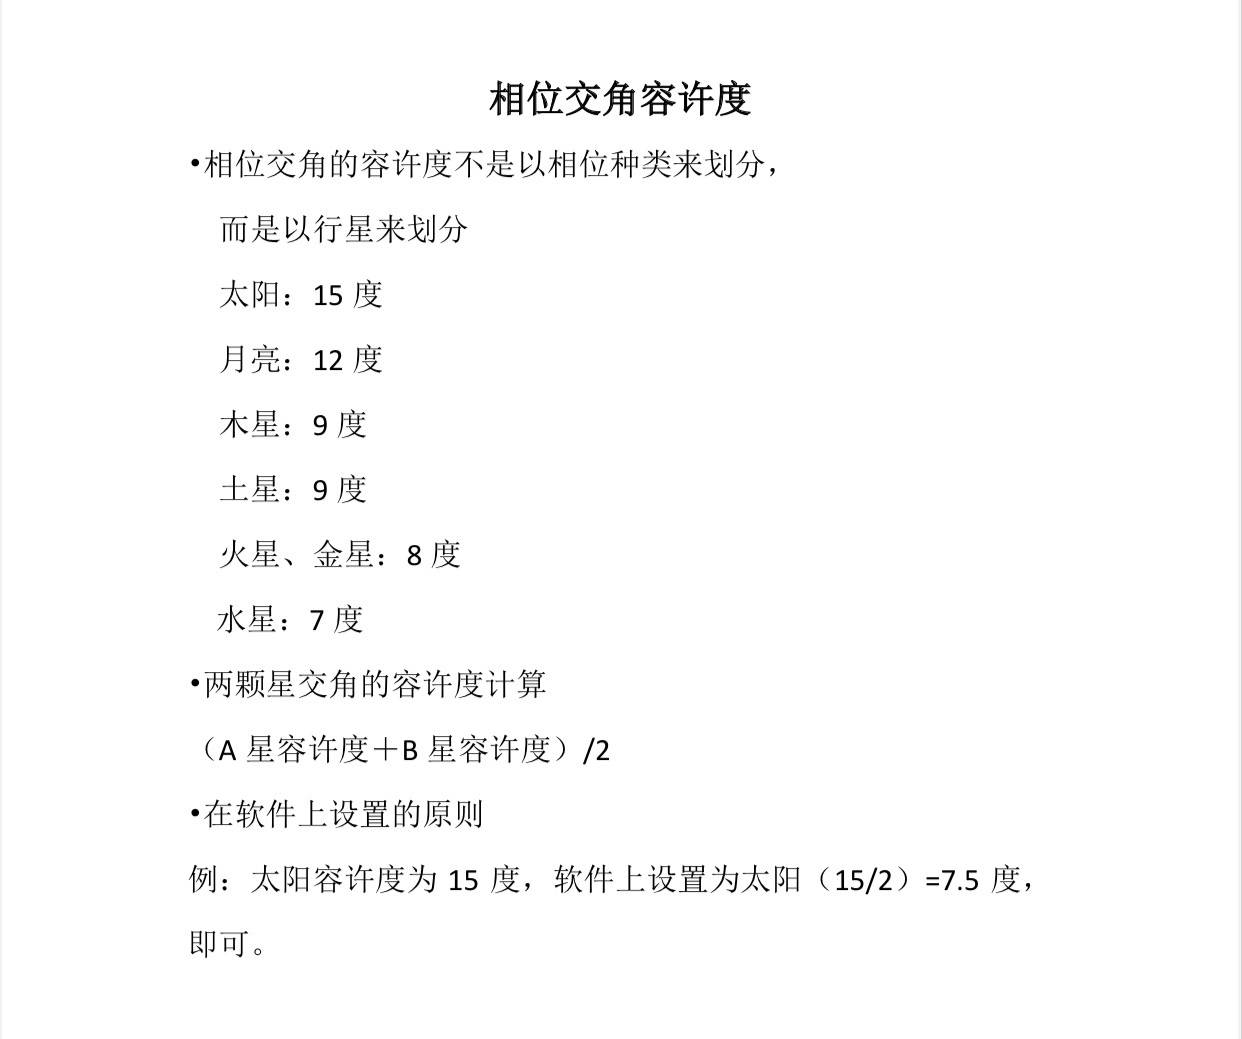 相位交角容许度
•相位交角的容许度不是以相位种类来划分，
而是以行星来划分
太阳：15 度
月亮：12 度
木星：9 度
土星：9 度
火星、金星：8 度
水星：7 度
•两颗星交角的容许度计算
（A 星容许度＋B 星容许度）/2
•在软件上设置的原则
例：太阳容许度为 15 度，软件上设置为太阳（15/2）=7.5 度，
即可。